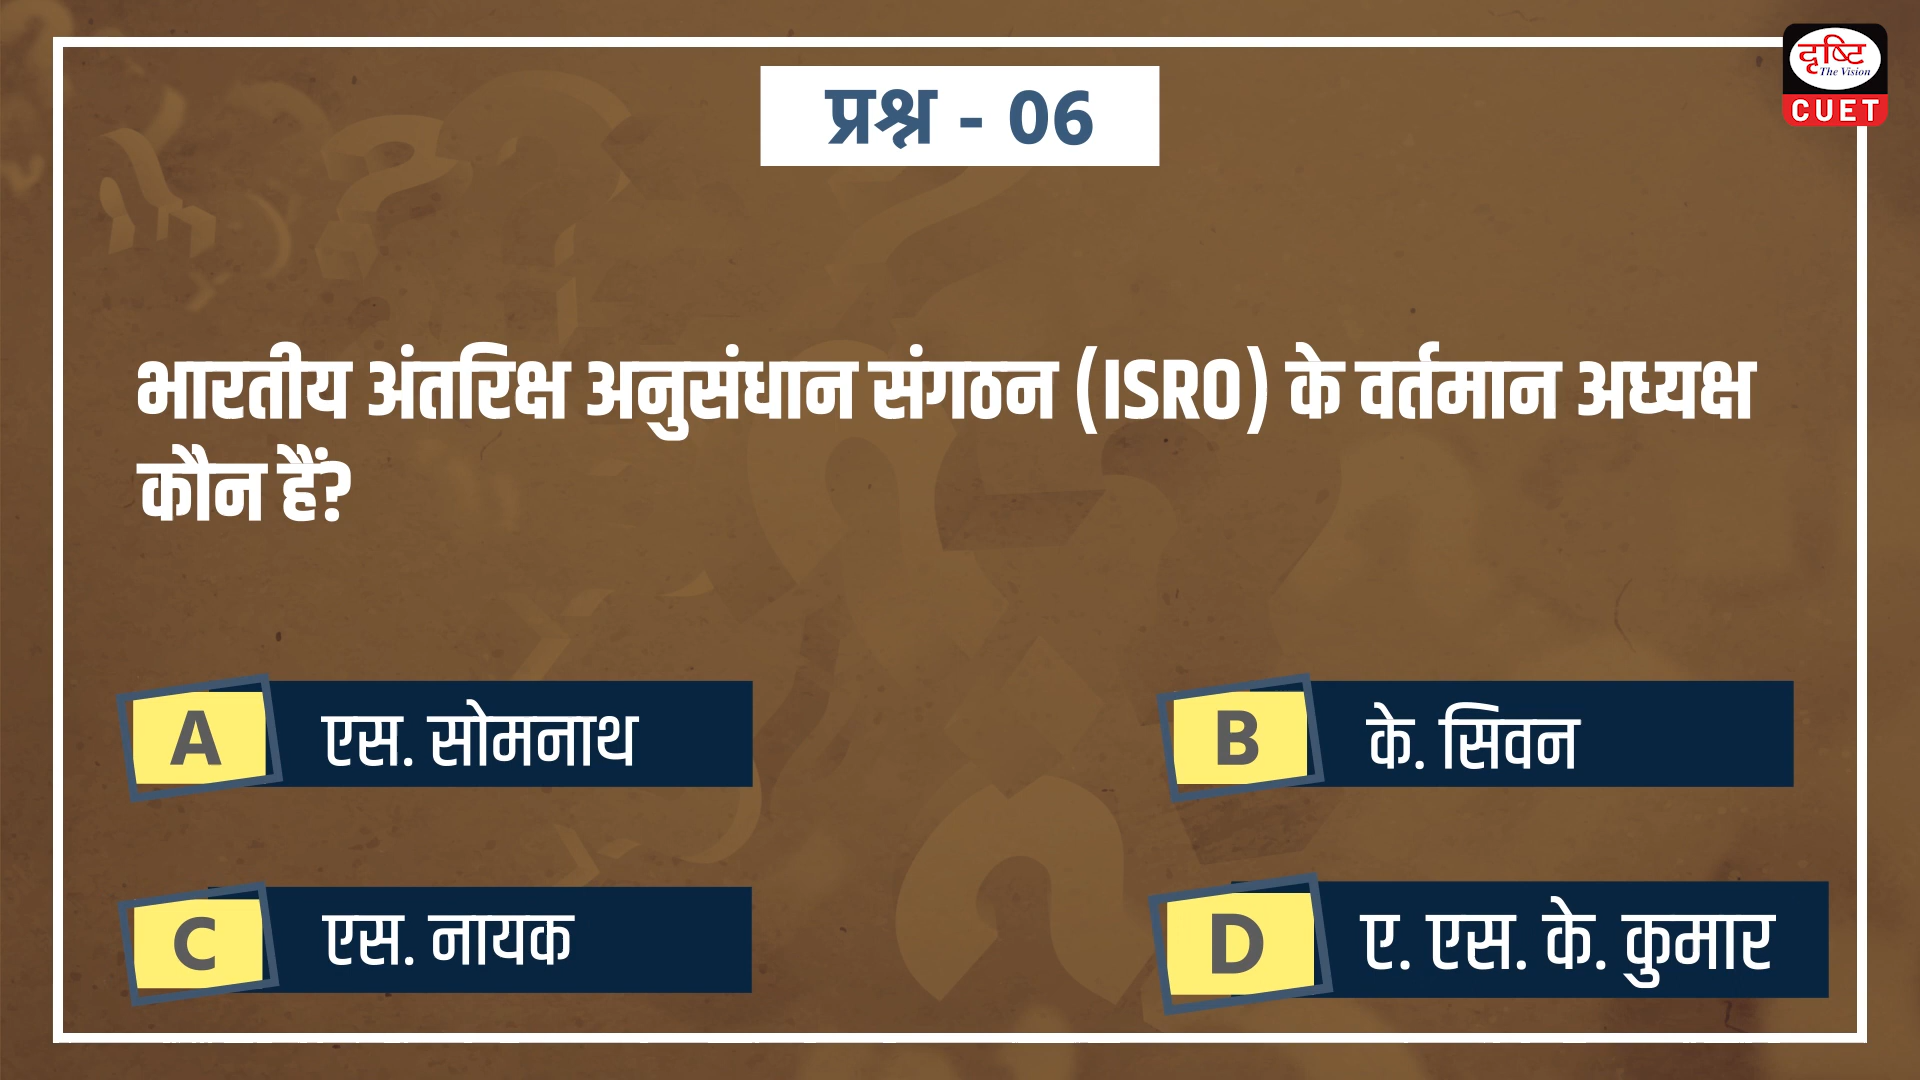 दृष्टि
The Vision
CUET
प्रश्न - 06
भारतीय अंतरिक्ष अनुसंधान संगठन (ISRO) के वर्तमान अध्यक्ष
कौन हैं?
A एस. सोमनाथ
B के. सिवन
C एस. नायक
D ए. एस. के. कुमार